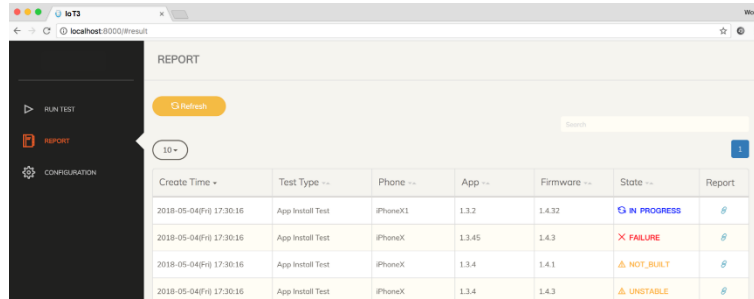 IoT3
Wo
localhost:8000/#result
REPORT
RUN TEST
REPORT
CONFIGURATION
Refresh
Search
10
1
Create Time Test Type Phone App Firmware State Report
2018-05-04(Fri) 17:30:16 App Install Test iPhoneX1 1.3.2 1.4.32 IN PROGRESS
2018-05-04(Fri) 17:30:16 App Install Test iPhoneX 1.3.45 1.4.3 FAILURE
2018-05-04(Fri) 17:30:16 App Install Test iPhoneX 1.3.4 1.4.1 NOT_BUILT
2018-05-04(Fri) 17:30:16 App Install Test iPhoneX 1.3.4 1.4.3 UNSTABLE